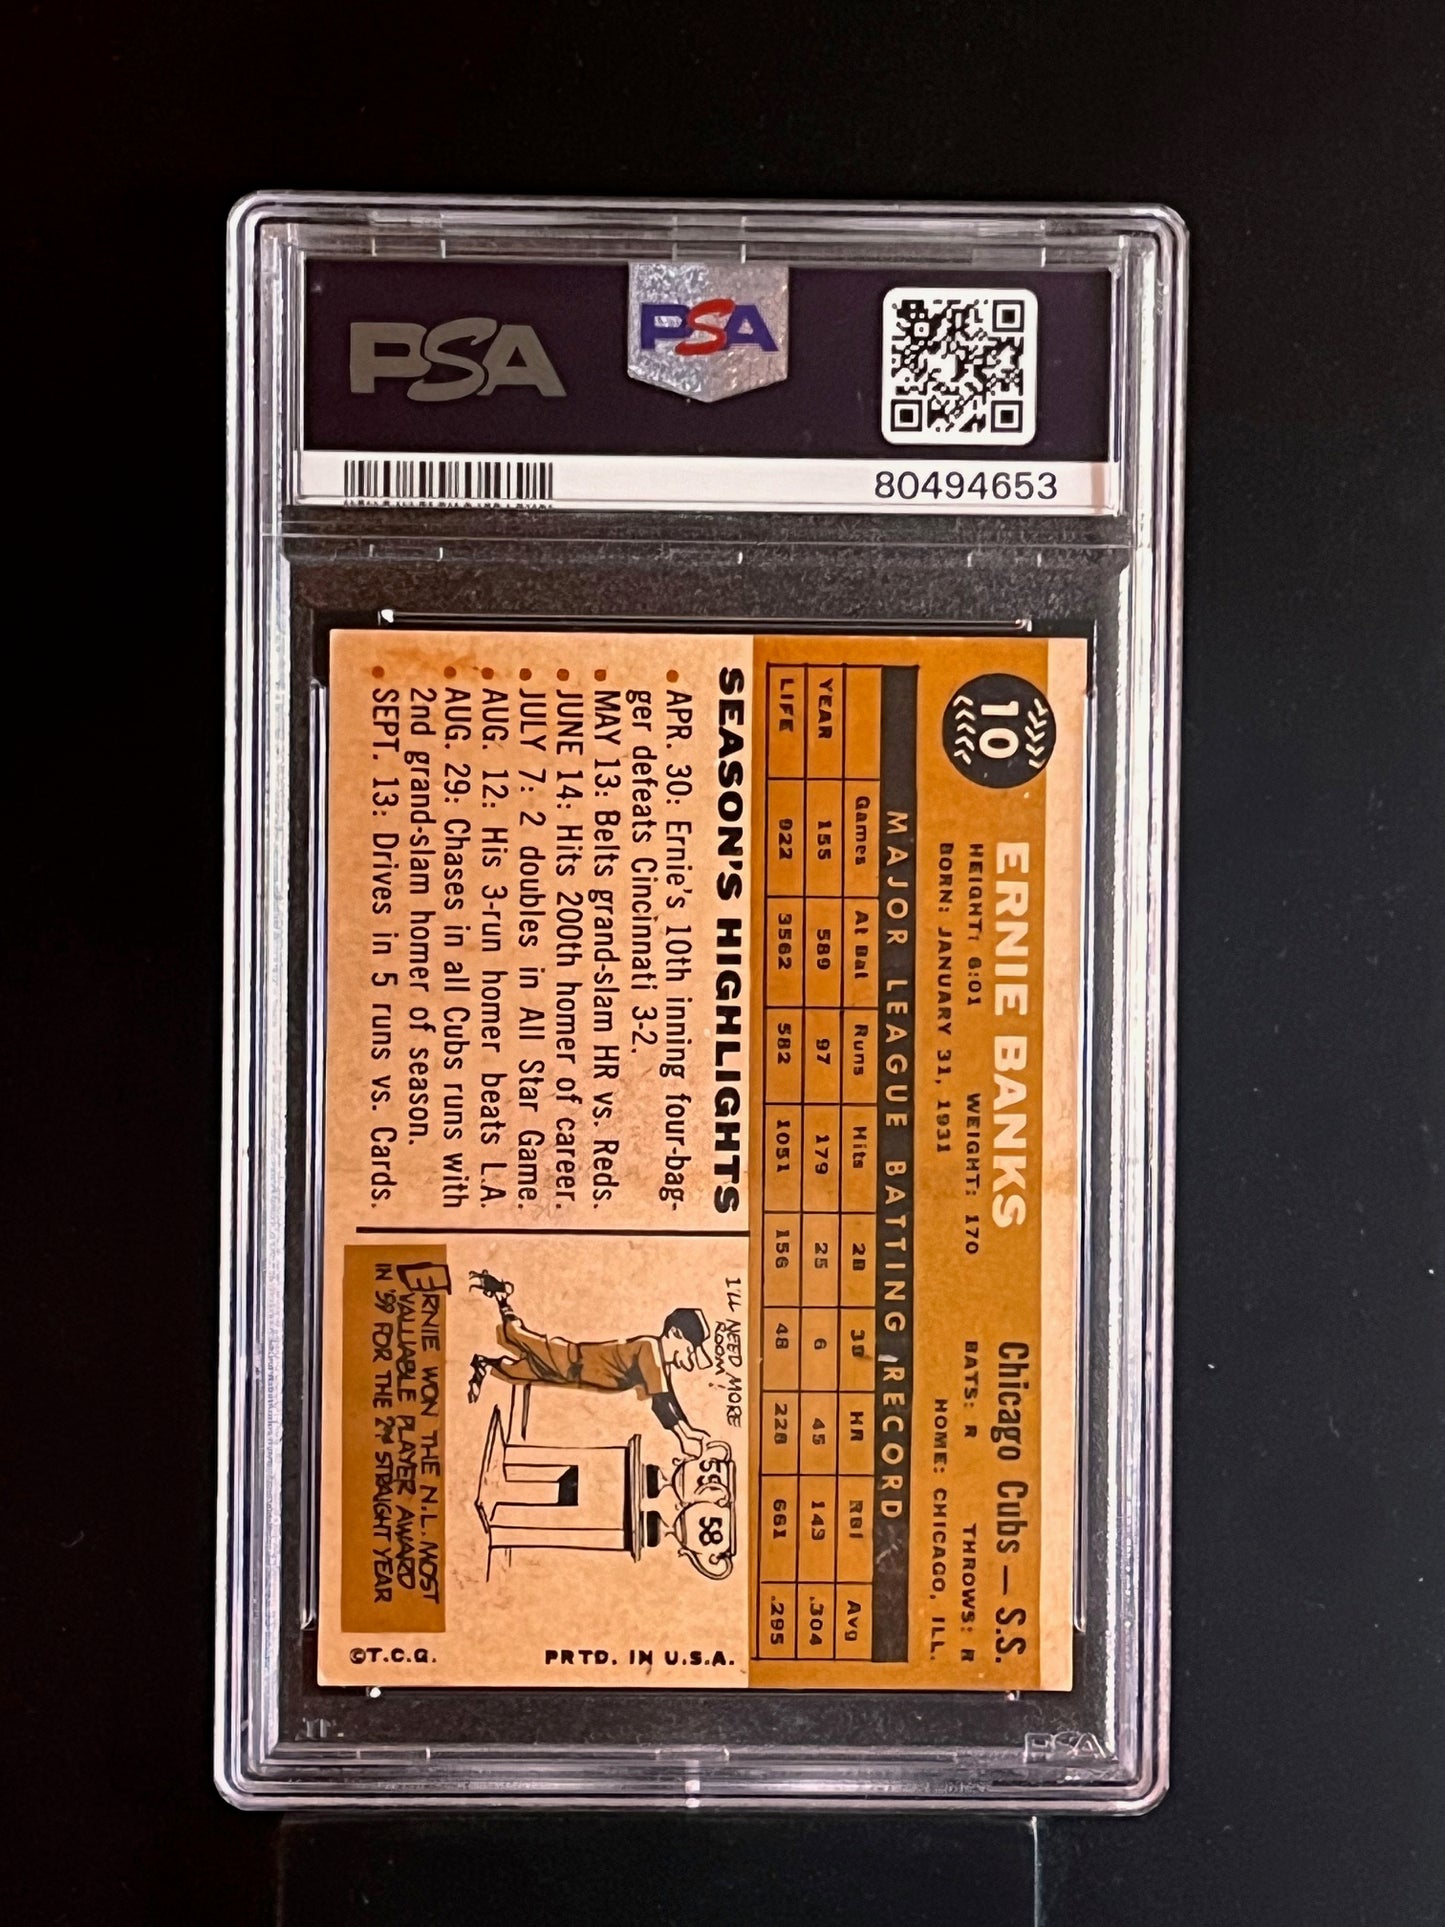 PSA
PSA
80494653
10
ERNIE BANKS
Chicago Cubs — S.S.
HEIGHT: 6:01 WEIGHT: 170 BATS: R THROWS: R
BORN: JANUARY 31, 1931 HOME: CHICAGO, ILL.
MAJOR LEAGUE BATTING RECORD
Games At Bat Runs Hits 2B 3B HR RBI Avg
YEAR 155 589 97 179 25 6 45 143 .304
LIFE 922 3562 582 1051 156 48 228 661 .295
SEASON'S HIGHLIGHTS
• APR. 30: Ernie's 10th inning four-bag-
ger defeats Cincinnati 3-2.
• MAY 13: Belts grand-slam HR vs. Reds.
• JUNE 14: Hits 200th homer of career.
• JULY 7: 2 doubles in All Star Game.
• AUG. 12: His 3-run homer beats L.A.
• AUG. 29: Chases in all Cubs runs with
2nd grand-slam homer of season.
• SEPT. 13: Drives in 5 runs vs. Cards.
I'LL NEED MORE
ROOM!
59
58
ERNIE WON THE N.L. MOST
VALUABLE PLAYER AWARD
IN '59 FOR THE 2ND STRAIGHT YEAR
©T.C.G.
PRTD. IN U.S.A.
PSA